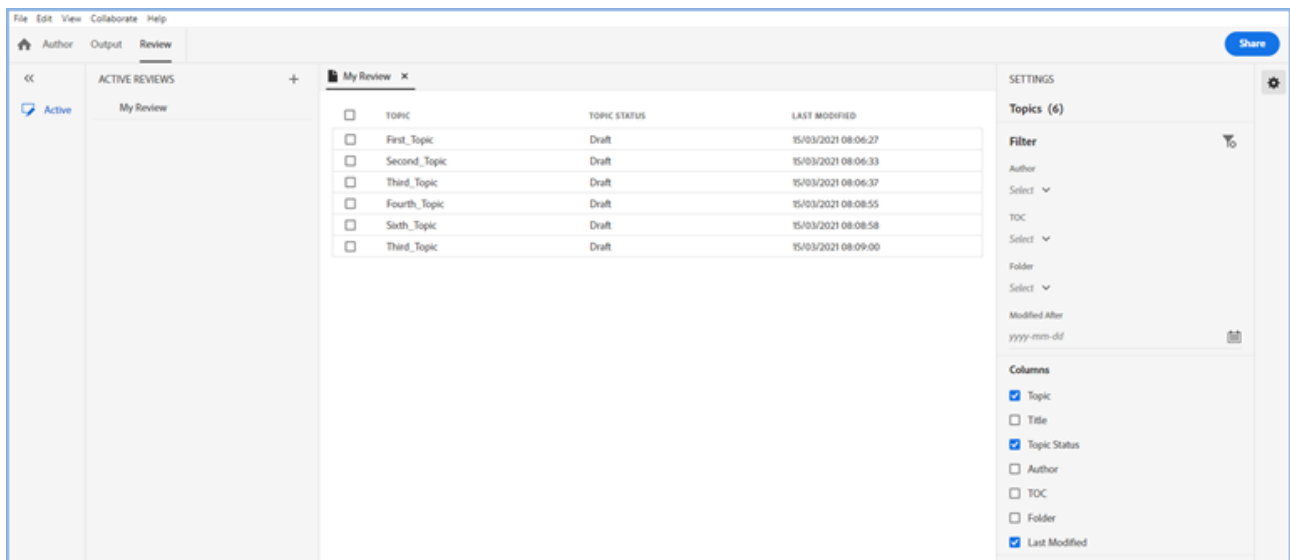 File Edit View Collaborate Help
Author Output Review
Share
ACTIVE REVIEWS
Active
My Review
My Review
TOPIC TOPIC STATUS LAST MODIFIED
First_Topic Draft 15/03/2021 08:06:27
Second_Topic Draft 15/03/2021 08:06:33
Third_Topic Draft 15/03/2021 08:06:37
Fourth_Topic Draft 15/03/2021 08:08:55
Sixth_Topic Draft 15/03/2021 08:08:58
Third_Topic Draft 15/03/2021 08:09:00
SETTINGS
Topics (6)
Filter
Author
Select
TOC
Select
Folder
Select
Modified After
yyyy-mm-dd
Columns
Topic
Title
Topic Status
Author
TOC
Folder
Last Modified